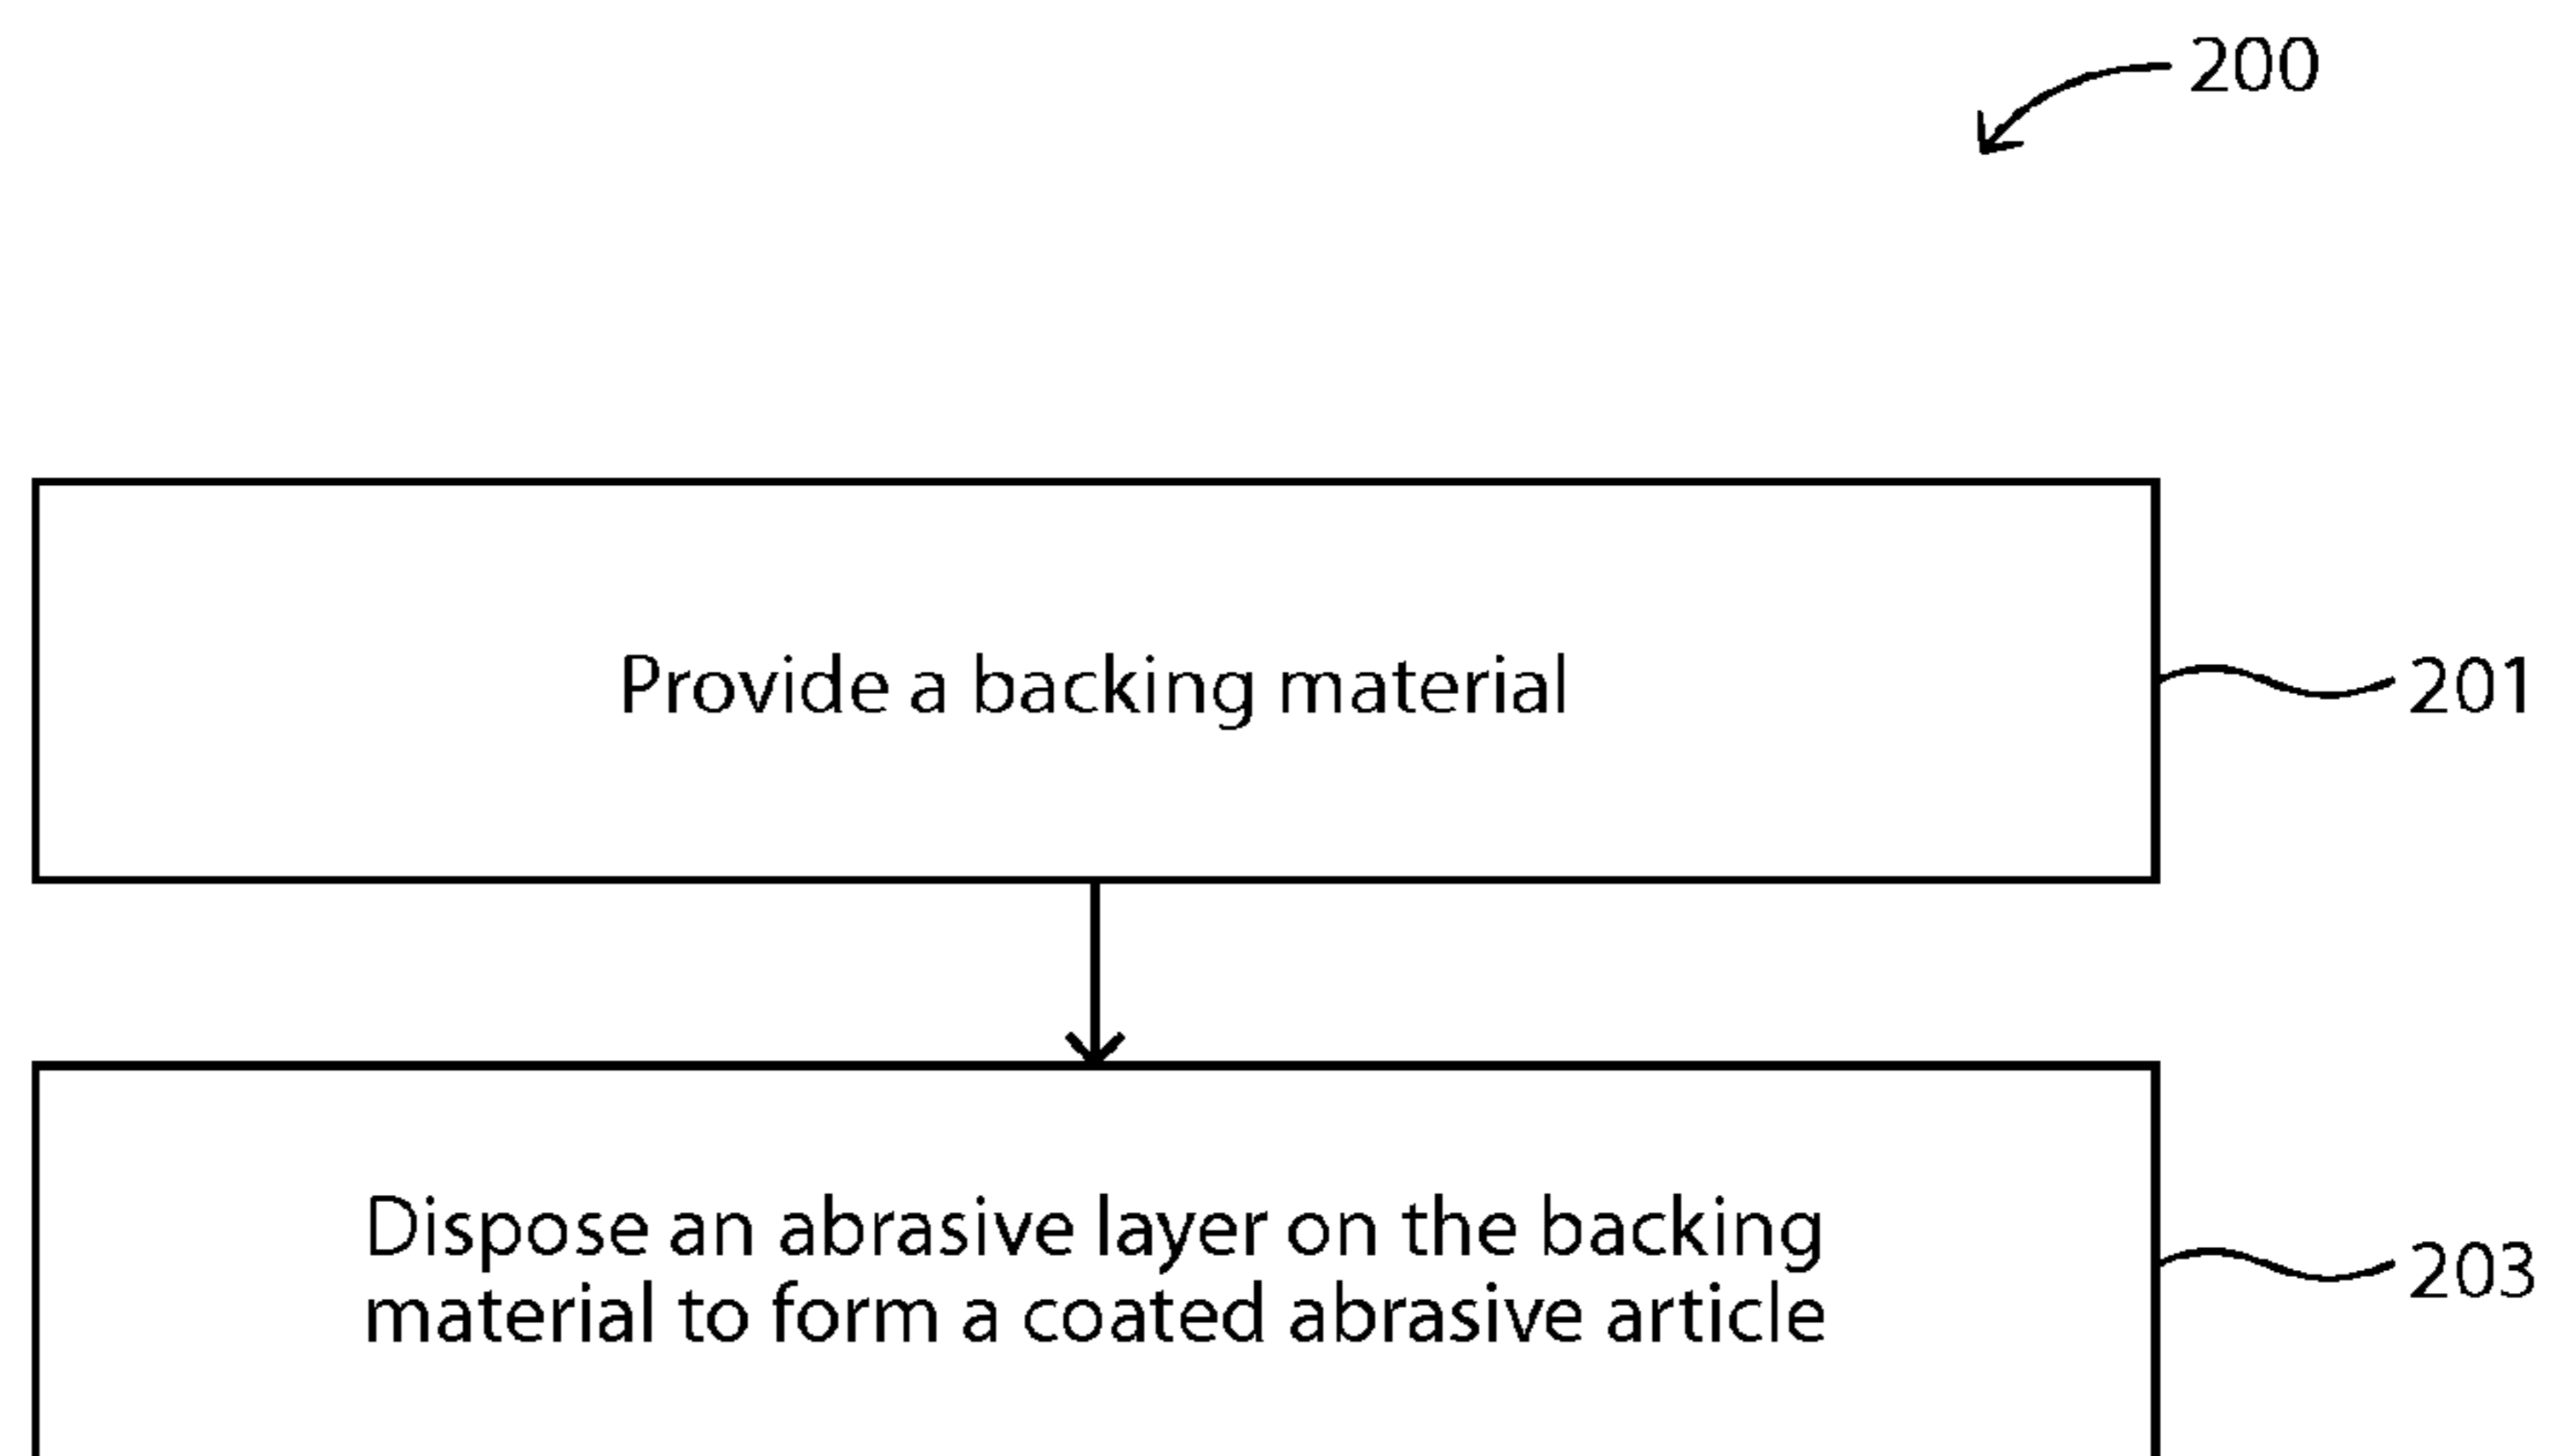 200
Provide a backing material
201
Dispose an abrasive layer on the backing
material to form a coated abrasive article
203